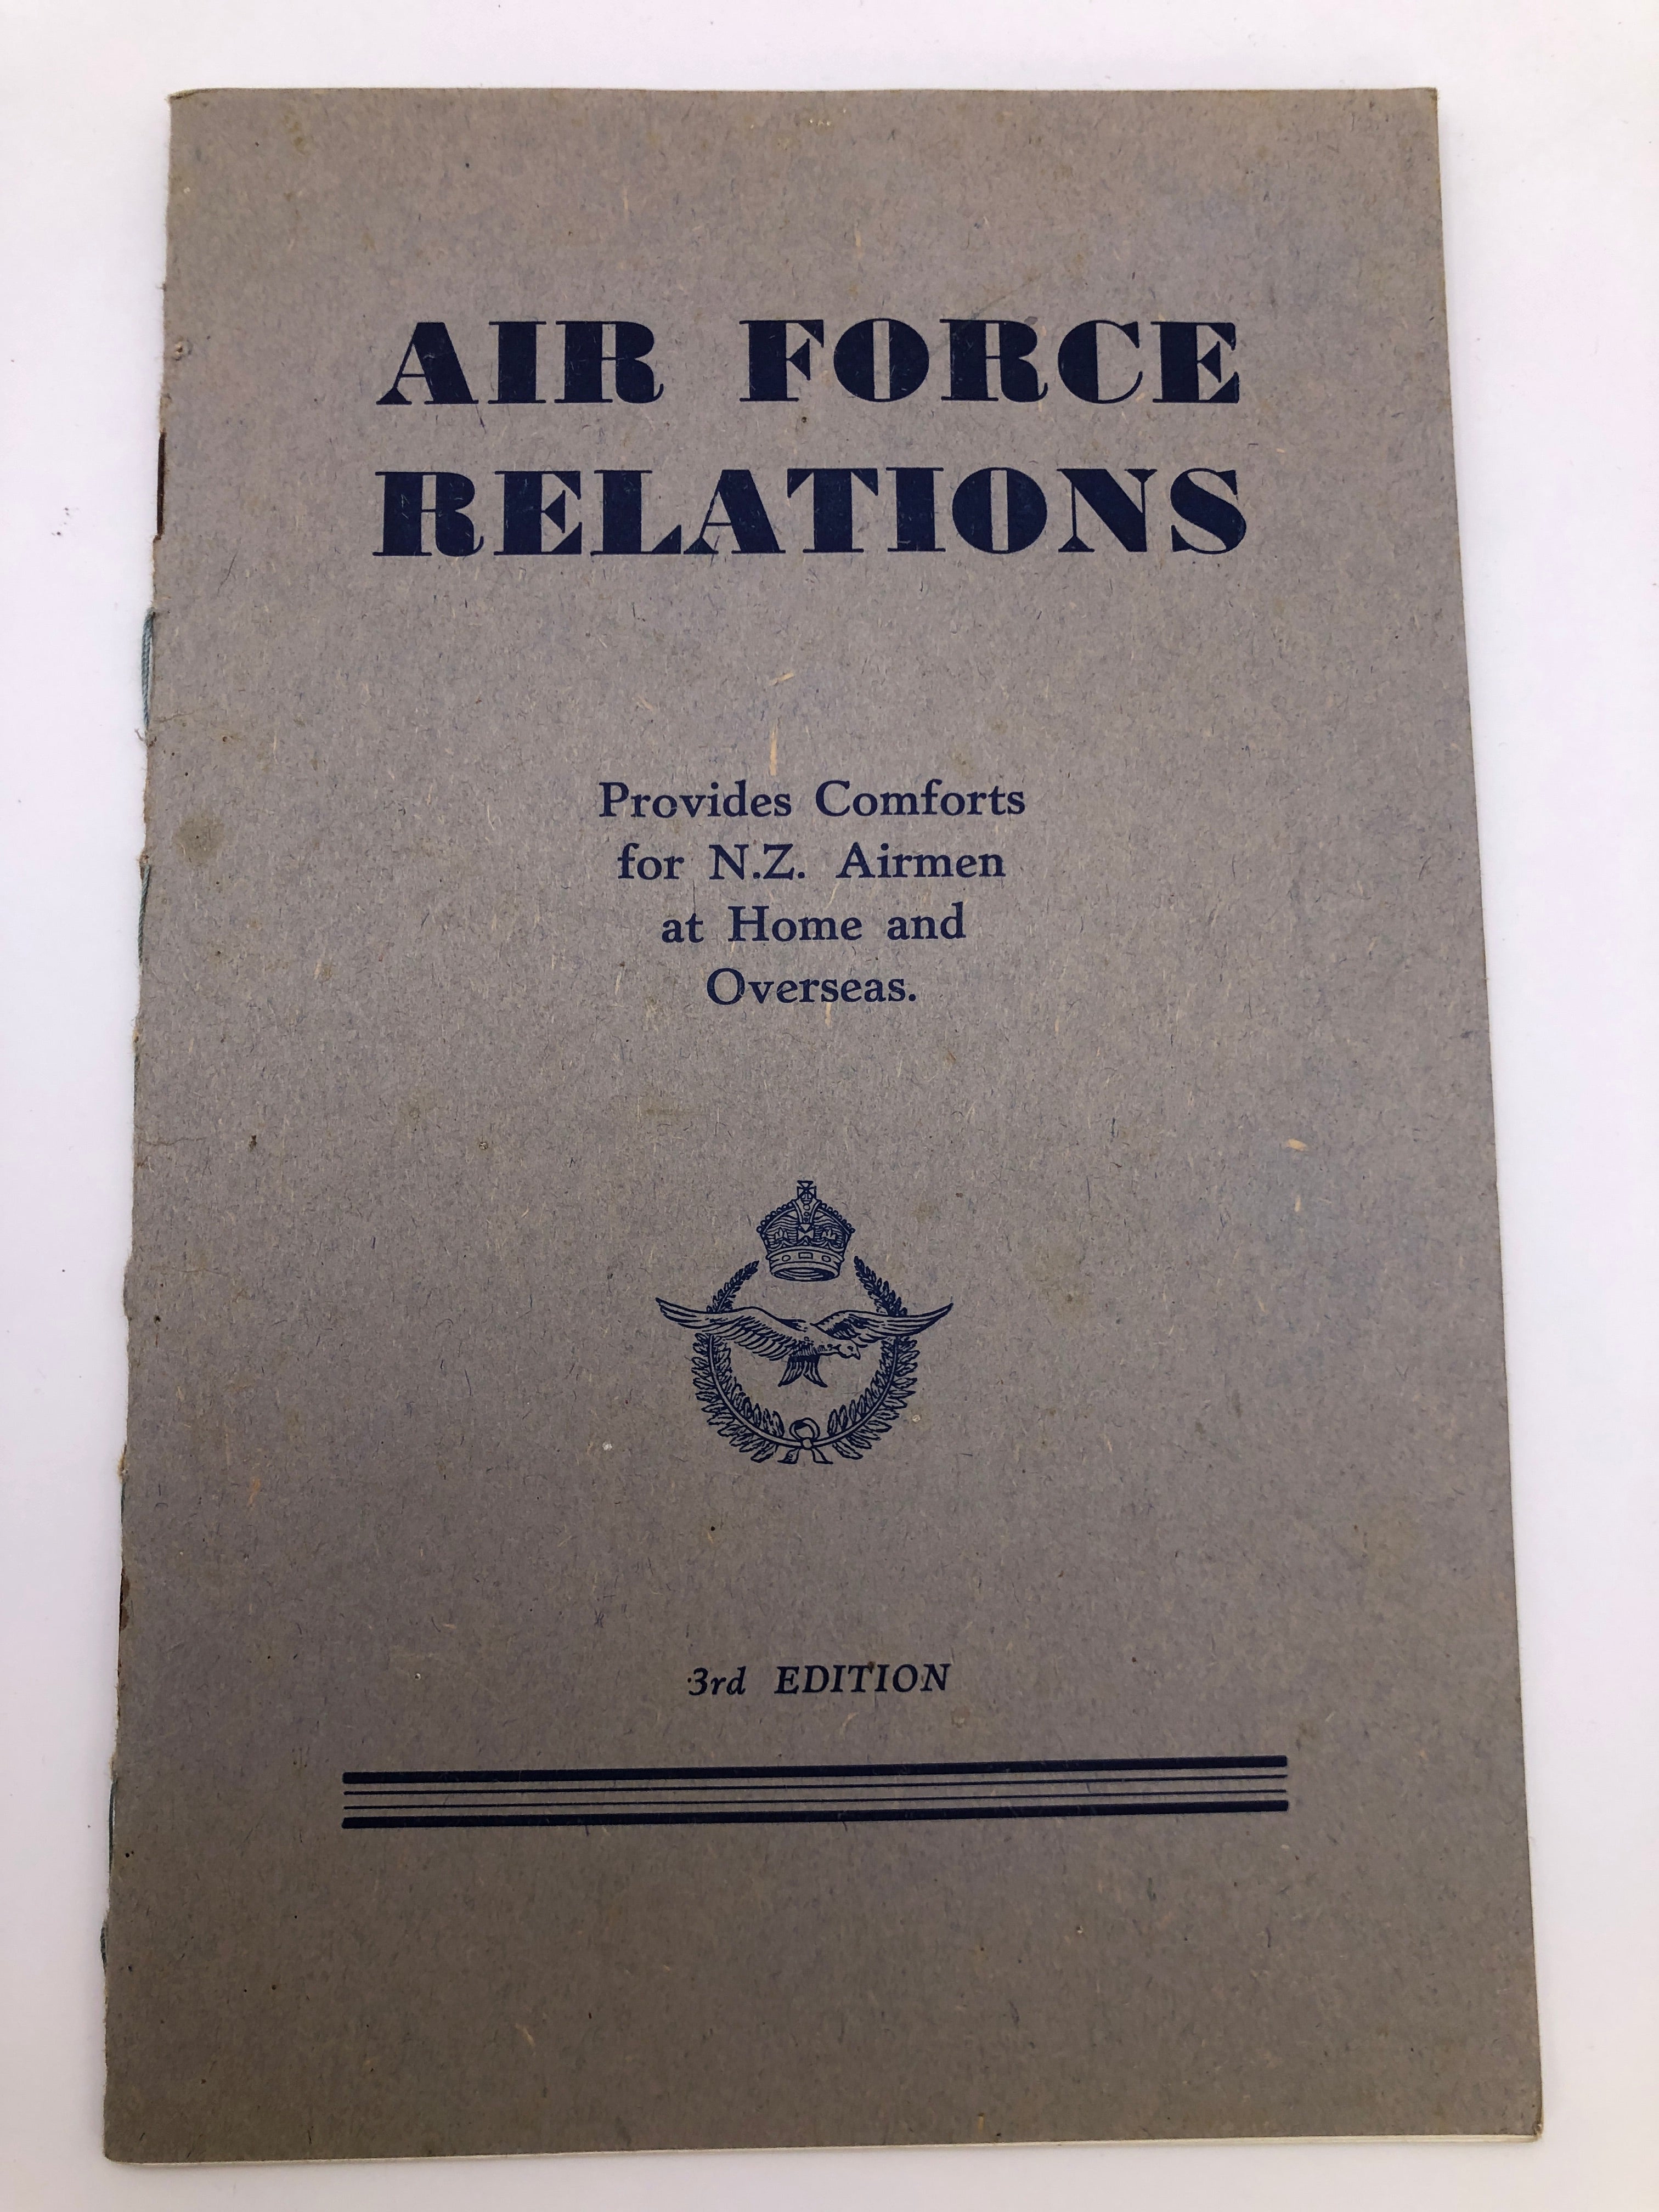 AIR FORCE
RELATIONS
Provides Comforts
for N.Z. Airmen
at Home and
Overseas.
3rd EDITION